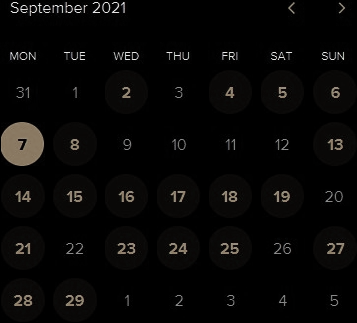 September 2021 < >
MON TUE WED THU FRI SAT SUN
31 1 2 3 4 5 6
7 8 9 10 11 12 13
14 15 16 17 18 19 20
21 22 23 24 25 26 27
28 29 1 2 3 4 5